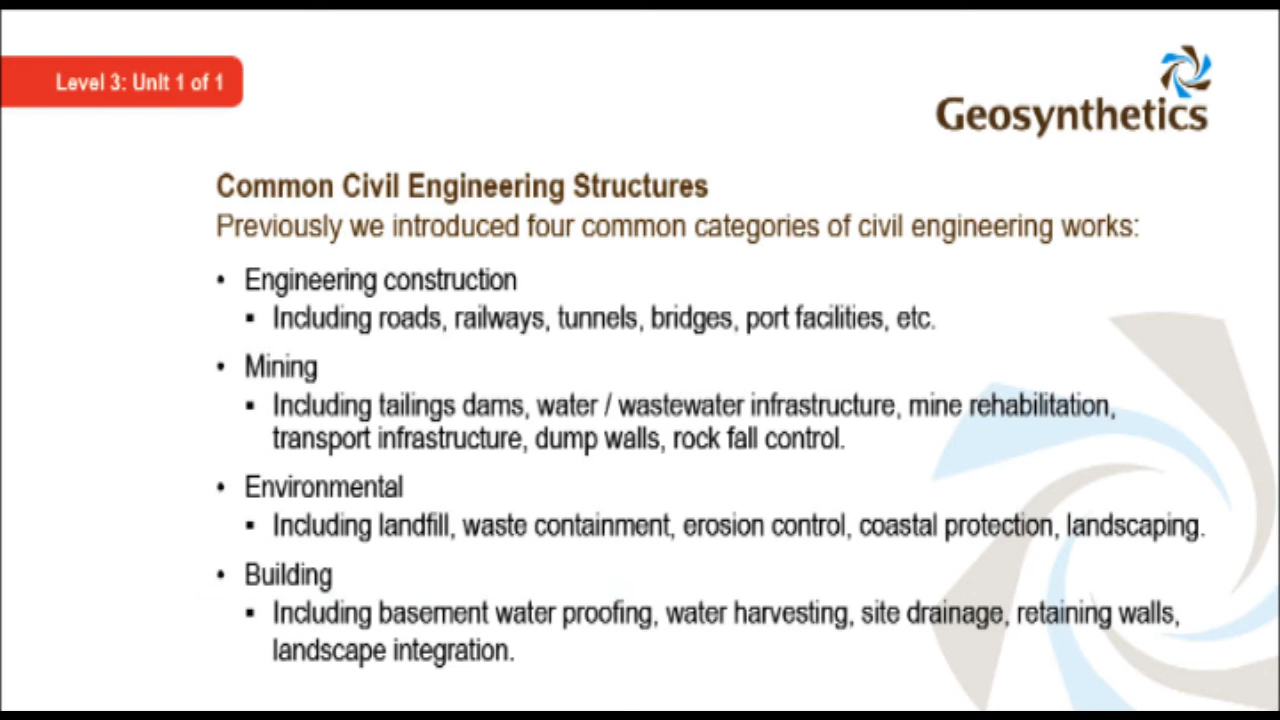 Level 3: Unit 1 of 1
Geosynthetics
Common Civil Engineering Structures
Previously we introduced four common categories of civil engineering works:
• Engineering construction
▪ Including roads, railways, tunnels, bridges, port facilities, etc.
• Mining
▪ Including tailings dams, water / wastewater infrastructure, mine rehabilitation,
transport infrastructure, dump walls, rock fall control.
• Environmental
▪ Including landfill, waste containment, erosion control, coastal protection, landscaping.
• Building
▪ Including basement water proofing, water harvesting, site drainage, retaining walls,
landscape integration.